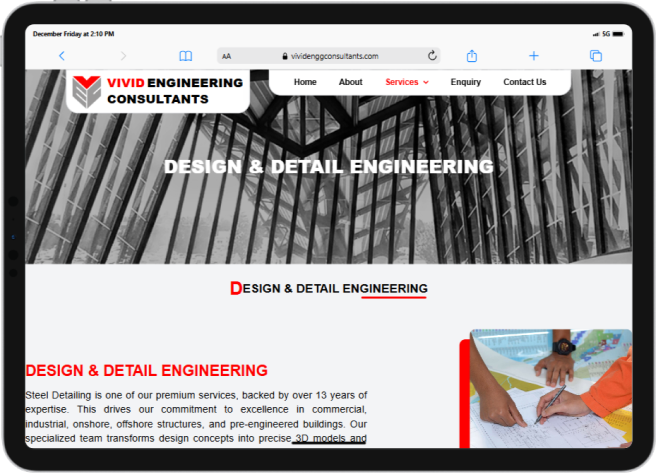 December Friday at 2:10 PM
5G
AA
vividenggconsultants.com
VIVID ENGINEERING
CONSULTANTS
Home About Services Enquiry Contact Us
DESIGN & DETAIL ENGINEERING
DESIGN & DETAIL ENGINEERING
DESIGN & DETAIL ENGINEERING
Steel Detailing is one of our premium services, backed by over 13 years of
expertise. This drives our commitment to excellence in commercial,
industrial, onshore, offshore structures, and pre-engineered buildings. Our
specialized team transforms design concepts into precise 3D models and